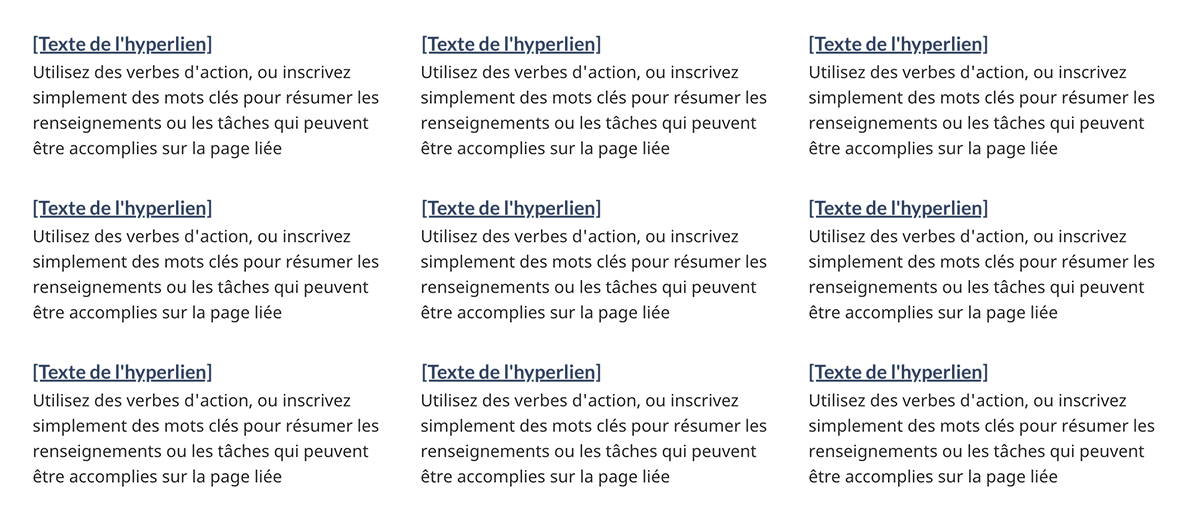 [Texte de l'hyperlien]
Utilisez des verbes d'action, ou inscrivez
simplement des mots clés pour résumer les
renseignements ou les tâches qui peuvent
être accomplies sur la page liée
[Texte de l'hyperlien]
Utilisez des verbes d'action, ou inscrivez
simplement des mots clés pour résumer les
renseignements ou les tâches qui peuvent
être accomplies sur la page liée
[Texte de l'hyperlien]
Utilisez des verbes d'action, ou inscrivez
simplement des mots clés pour résumer les
renseignements ou les tâches qui peuvent
être accomplies sur la page liée
[Texte de l'hyperlien]
Utilisez des verbes d'action, ou inscrivez
simplement des mots clés pour résumer les
renseignements ou les tâches qui peuvent
être accomplies sur la page liée
[Texte de l'hyperlien]
Utilisez des verbes d'action, ou inscrivez
simplement des mots clés pour résumer les
renseignements ou les tâches qui peuvent
être accomplies sur la page liée
[Texte de l'hyperlien]
Utilisez des verbes d'action, ou inscrivez
simplement des mots clés pour résumer les
renseignements ou les tâches qui peuvent
être accomplies sur la page liée
[Texte de l'hyperlien]
Utilisez des verbes d'action, ou inscrivez
simplement des mots clés pour résumer les
renseignements ou les tâches qui peuvent
être accomplies sur la page liée
[Texte de l'hyperlien]
Utilisez des verbes d'action, ou inscrivez
simplement des mots clés pour résumer les
renseignements ou les tâches qui peuvent
être accomplies sur la page liée
[Texte de l'hyperlien]
Utilisez des verbes d'action, ou inscrivez
simplement des mots clés pour résumer les
renseignements ou les tâches qui peuvent
être accomplies sur la page liée